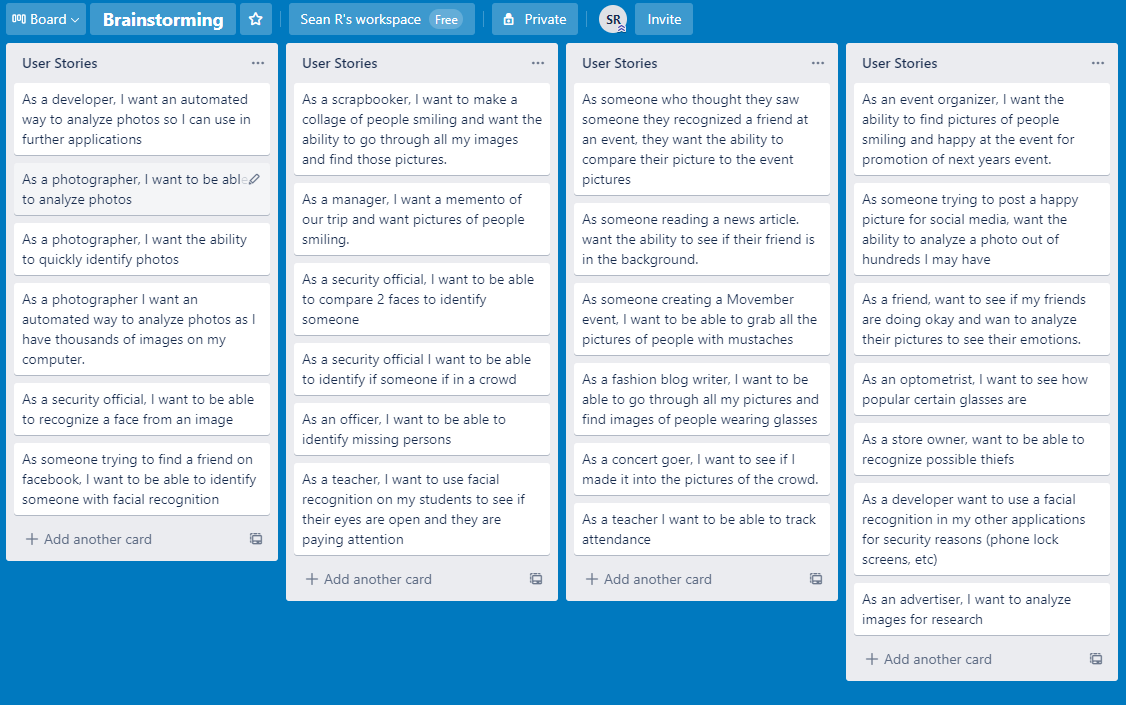 Board
Brainstorming
Sean R's workspace Free
Private
SR
Invite
User Stories
As a developer, I want an automated
way to analyze photos so I can use in
further applications
As a photographer, I want to be able
to analyze photos
As a photographer, I want the ability
to quickly identify photos
As a photographer I want an
automated way to analyze photos as I
have thousands of images on my
computer.
As a security official, I want to be able
to recognize a face from an image
As someone trying to find a friend on
facebook, I want to be able to identify
someone with facial recognition
+ Add another card
User Stories
As a scrapbooker, I want to make a
collage of people smiling and want the
ability to go through all my images
and find those pictures.
As a manager, I want a memento of
our trip and want pictures of people
smiling.
As a security official, I want to be able
to compare 2 faces to identify
someone
As a security official I want to be able
to identify if someone if in a crowd
As an officer, I want to be able to
identify missing persons
As a teacher, I want to use facial
recognition on my students to see if
their eyes are open and they are
paying attention
+ Add another card
User Stories
As someone who thought they saw
someone they recognized a friend at
an event, they want the ability to
compare their picture to the event
pictures
As someone reading a news article.
want the ability to see if their friend is
in the background.
As someone creating a Movember
event, I want to be able to grab all the
pictures of people with mustaches
As a fashion blog writer, I want to be
able to go through all my pictures and
find images of people wearing glasses
As a concert goer, I want to see if I
made it into the pictures of the crowd.
As a teacher I want to be able to track
attendance
+ Add another card
User Stories
As an event organizer, I want the
ability to find pictures of people
smiling and happy at the event for
promotion of next years event.
As someone trying to post a happy
picture for social media, want the
ability to analyze a photo out of
hundreds I may have
As a friend, want to see if my friends
are doing okay and wan to analyze
their pictures to see their emotions.
As an optometrist, I want to see how
popular certain glasses are
As a store owner, want to be able to
recognize possible thiefs
As a developer want to use a facial
recognition in my other applications
for security reasons (phone lock
screens, etc)
As an advertiser, I want to analyze
images for research
+ Add another card